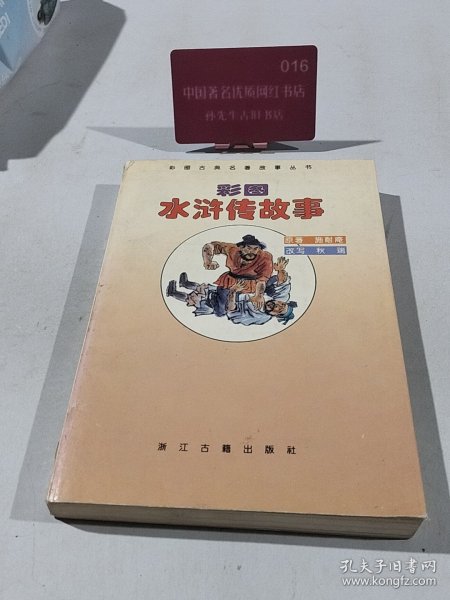 016
中国著名优质网红书店
孙先生古旧书店
彩图古典名著故事丛书
彩图
水浒传故事
原著 施耐庵
改写 秋瑞
浙江古籍出版社
孔夫子旧书网
www.kongfz.com